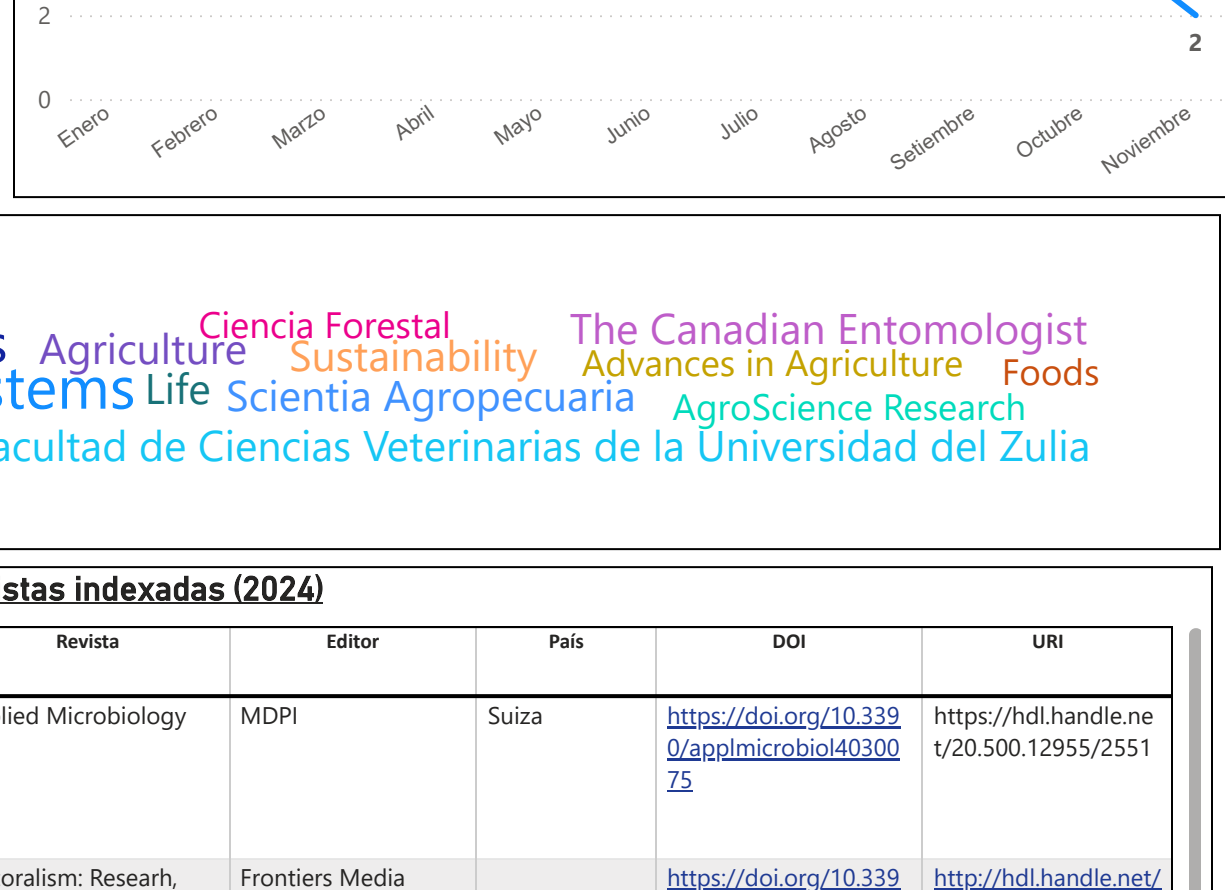 2
2
0
Enero Febrero Marzo Abril Mayo Junio Julio Agosto Setiembre Octubre Noviembre
Ciencia Forestal
The Canadian Entomologist
s Agriculture Sustainability Advances in Agriculture Foods
stems Life Scientia Agropecuaria AgroScience Research
acultad de Ciencias Veterinarias de la Universidad del Zulia
istas indexadas (2024)
Revista Editor País DOI URI
lied Microbiology MDPI Suiza https://doi.org/10.339 https://hdl.handle.ne
0/applmicrobiol40300 t/20.500.12955/2551
75
oralism: Researh, Frontiers Media https://doi.org/10.339 http://hdl.handle.net/